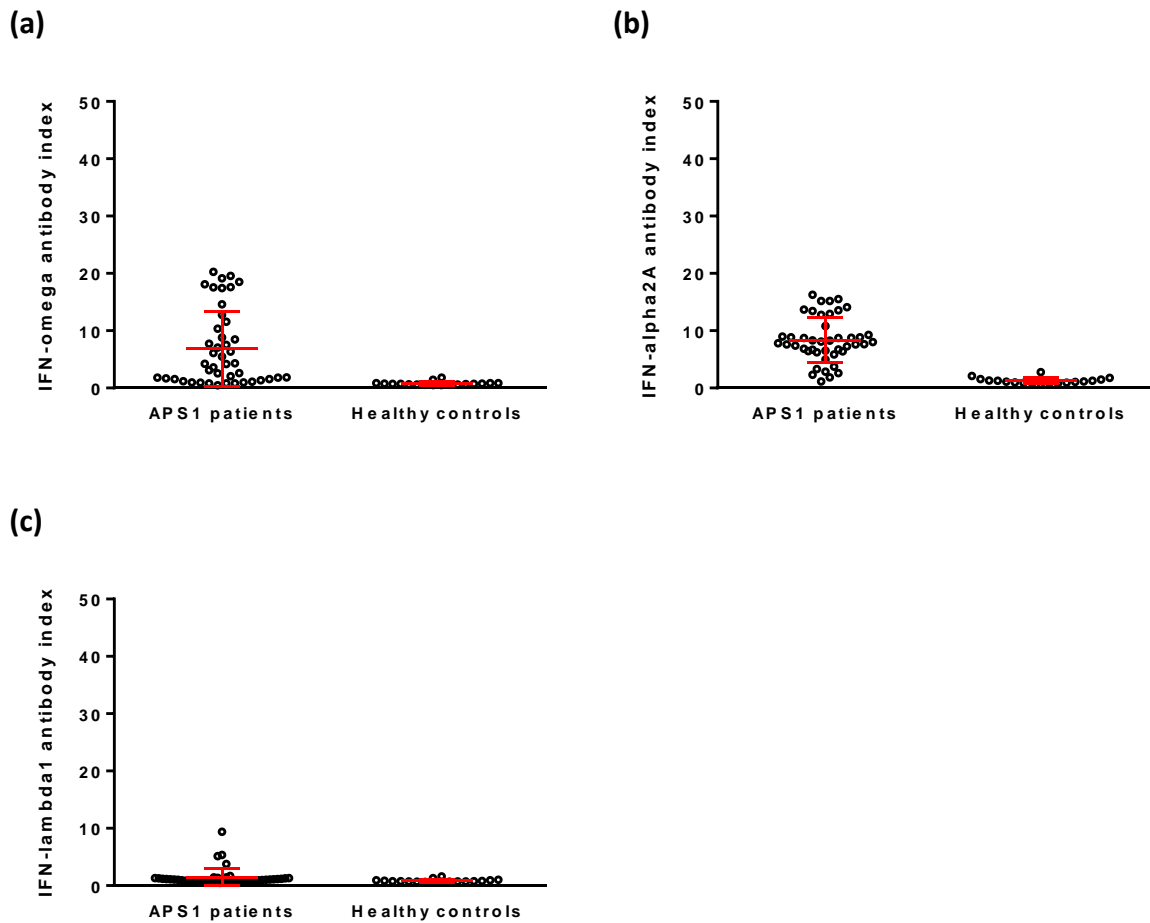 (a)
IFN-omega antibody index
50
40
30
20
10
0
APS1 patients
Healthy controls
(b)
IFN-alpha2A antibody index
50
40
30
20
10
0
APS1 patients
Healthy controls
(c)
IFN-lambda1 antibody index
50
40
30
20
10
0
APS1 patients
Healthy controls